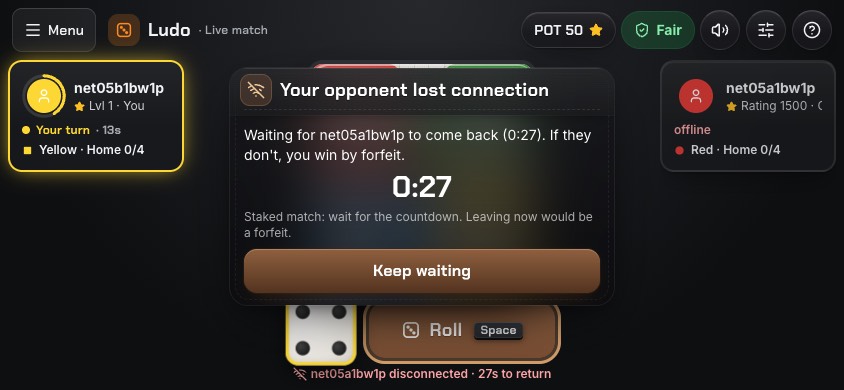 Menu
Ludo · Live match
POT 50
Fair
net05b1bw1p
Lvl 1 · You
Your turn · 13s
Yellow · Home 0/4
Your opponent lost connection
Waiting for net05a1bw1p to come back (0:27). If they
don't, you win by forfeit.
0:27
Staked match: wait for the countdown. Leaving now would be
a forfeit.
Keep waiting
net05a1bw1p
Rating 1500 ·
offline
Red · Home 0/4
Roll Space
net05a1bw1p disconnected · 27s to return